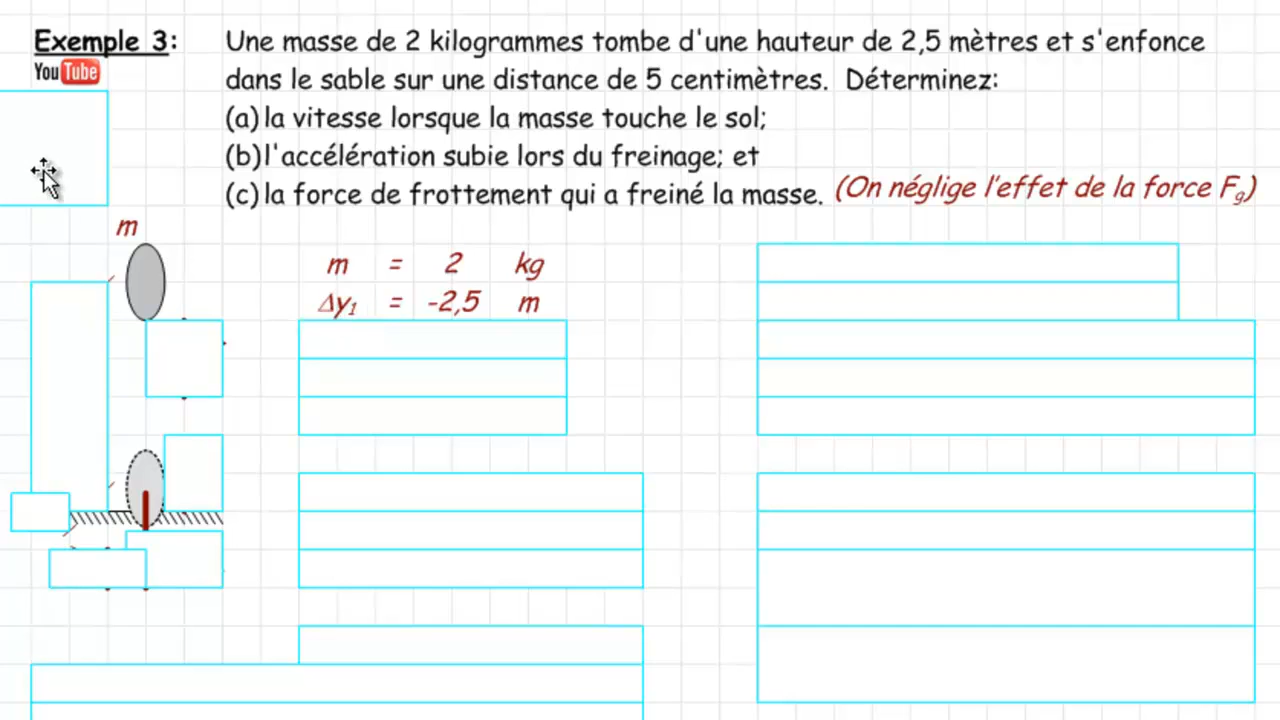 Exemple 3: Une masse de 2 kilogrammes tombe d'une hauteur de 2,5 mètres et s'enfonce
YouTube dans le sable sur une distance de 5 centimètres. Déterminez:
(a) la vitesse lorsque la masse touche le sol;
(b) l'accélération subie lors du freinage; et
(c) la force de frottement qui a freiné la masse. (On néglige l'effet de la force Fg)
m
m = 2 kg
Δy₁ = -2,5 m